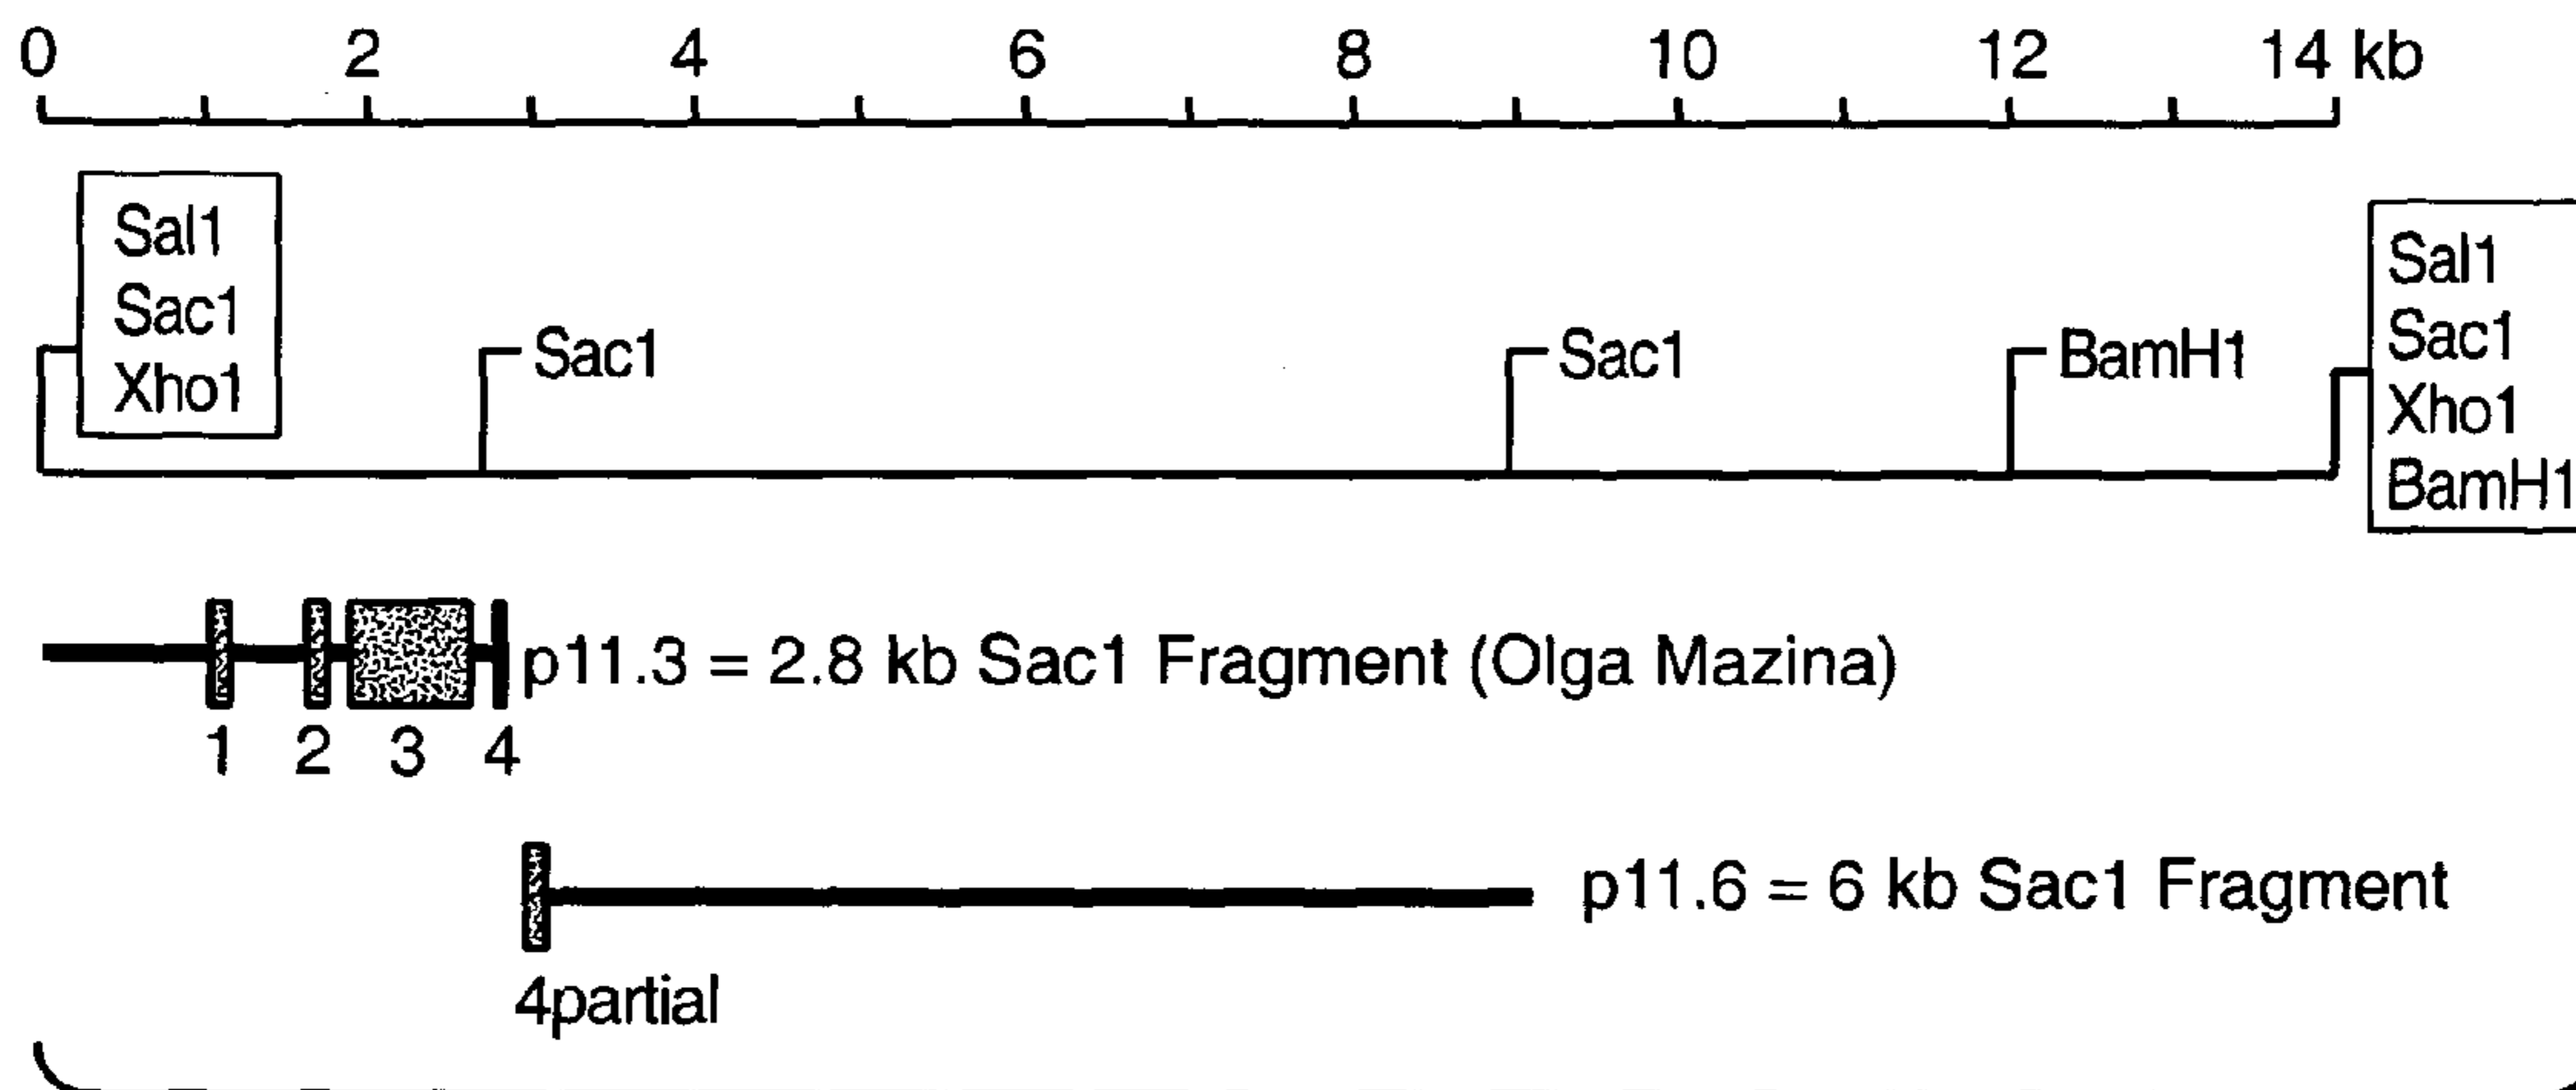 0 2 4 6 8 10 12 14 kb
Sal1
Sac1
Xho1
Sac1
Sac1
BamH1
Sal1
Sac1
Xho1
BamH1
p11.3 = 2.8 kb Sac1 Fragment (Olga Mazina)
1 2 3 4
p11.6 = 6 kb Sac1 Fragment
4partial